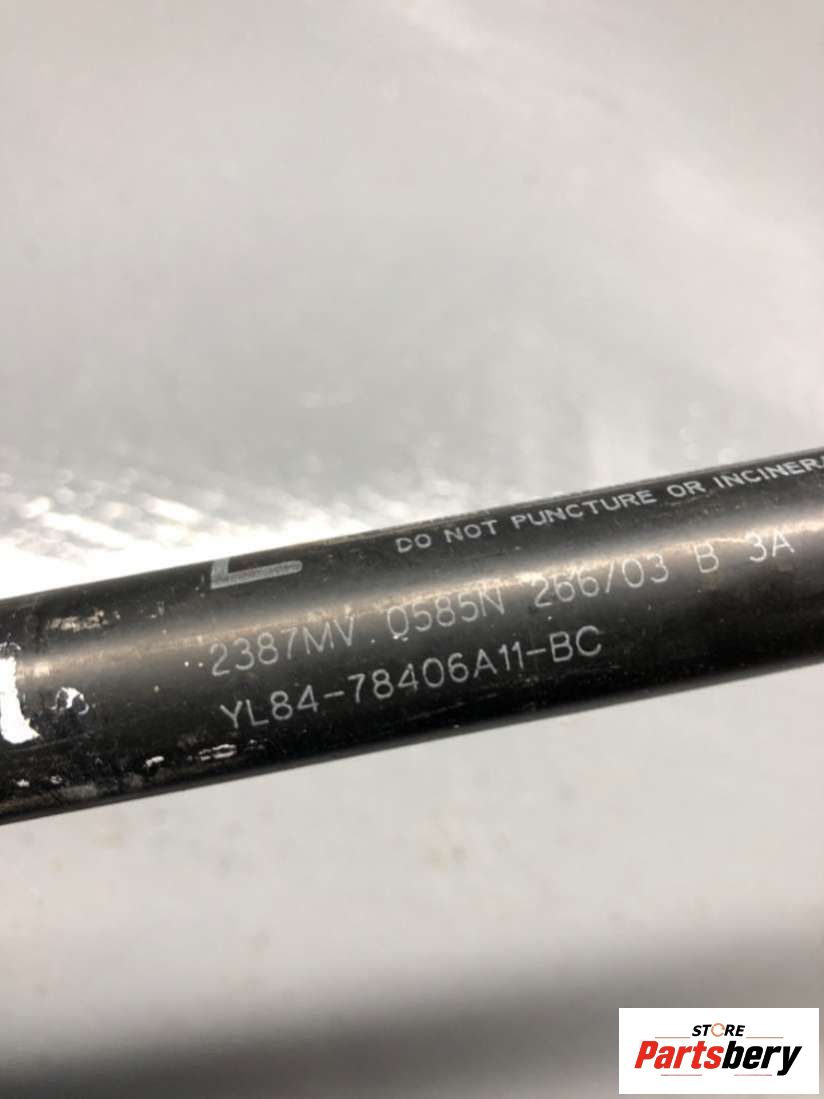 DO NOT PUNCTURE OR INCINERA
L
2387MV 0585N 266/03 B 3A
YL84-78406A11-BC
STORE
Partsbery